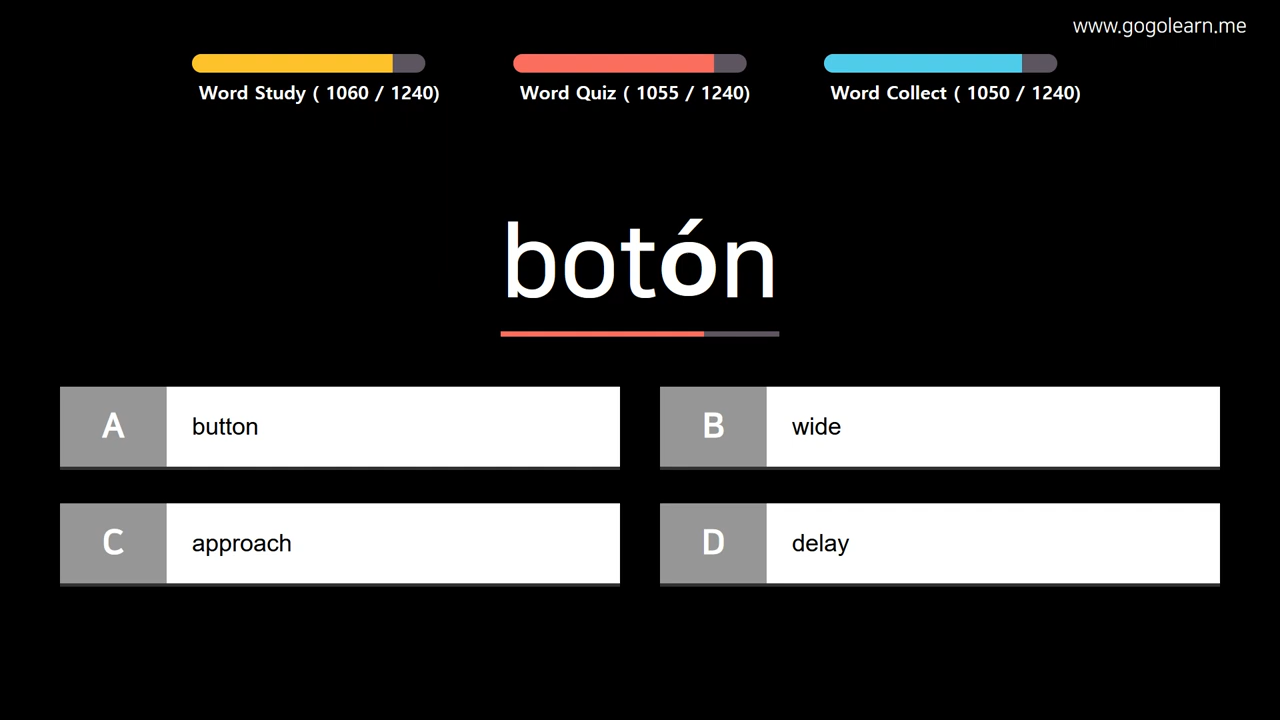 www.gogolearn.me
Word Study ( 1060 / 1240)
Word Quiz ( 1055 / 1240)
Word Collect ( 1050 / 1240)
botón
A button
B wide
C approach
D delay